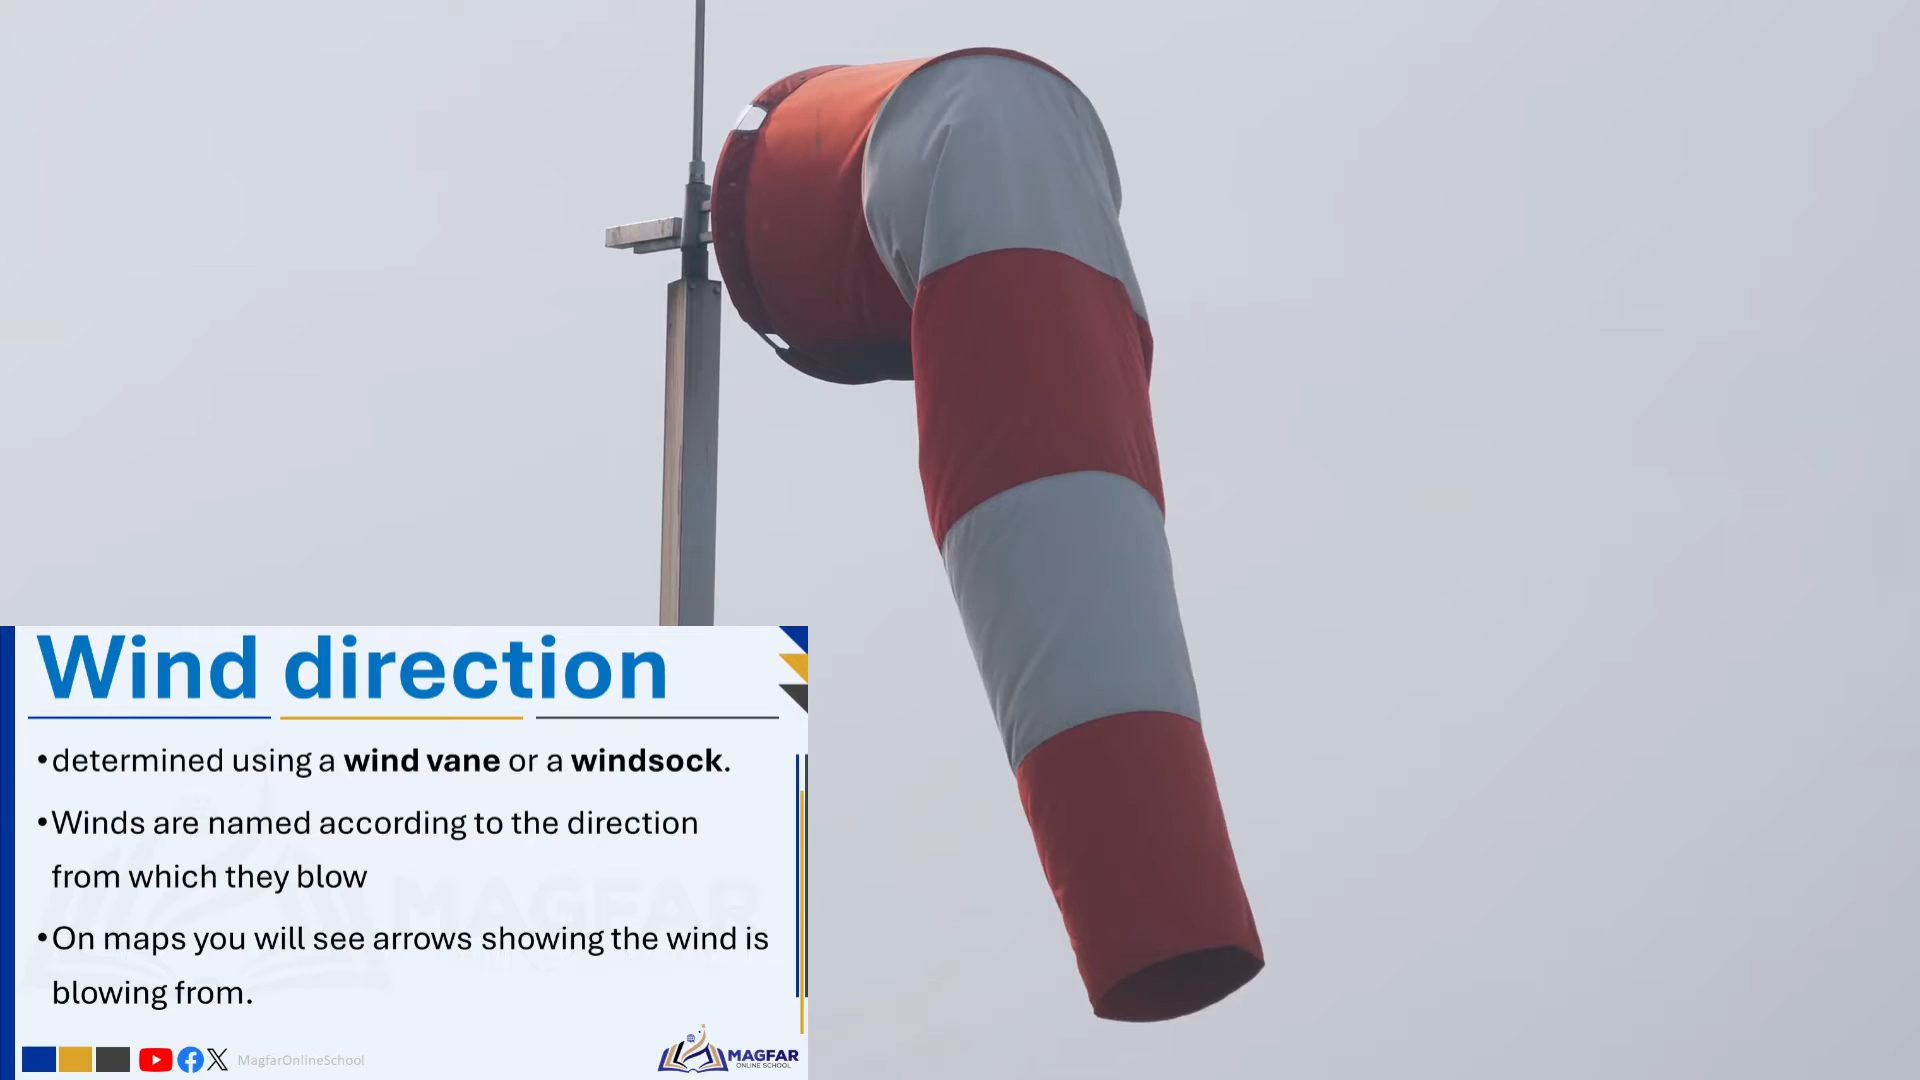 Wind direction
•determined using a wind vane or a windsock.
•Winds are named according to the direction
from which they blow
•On maps you will see arrows showing the wind is
blowing from.
MagfarOnlineSchool
MAGFAR
ONLINE SCHOOL
MAGFAR